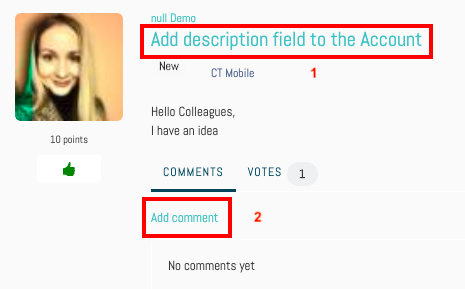 null Demo
Add description field to the Account
New
CT Mobile
1
Hello Colleagues,
I have an idea
10 points
COMMENTS VOTES 1
Add comment 2
No comments yet